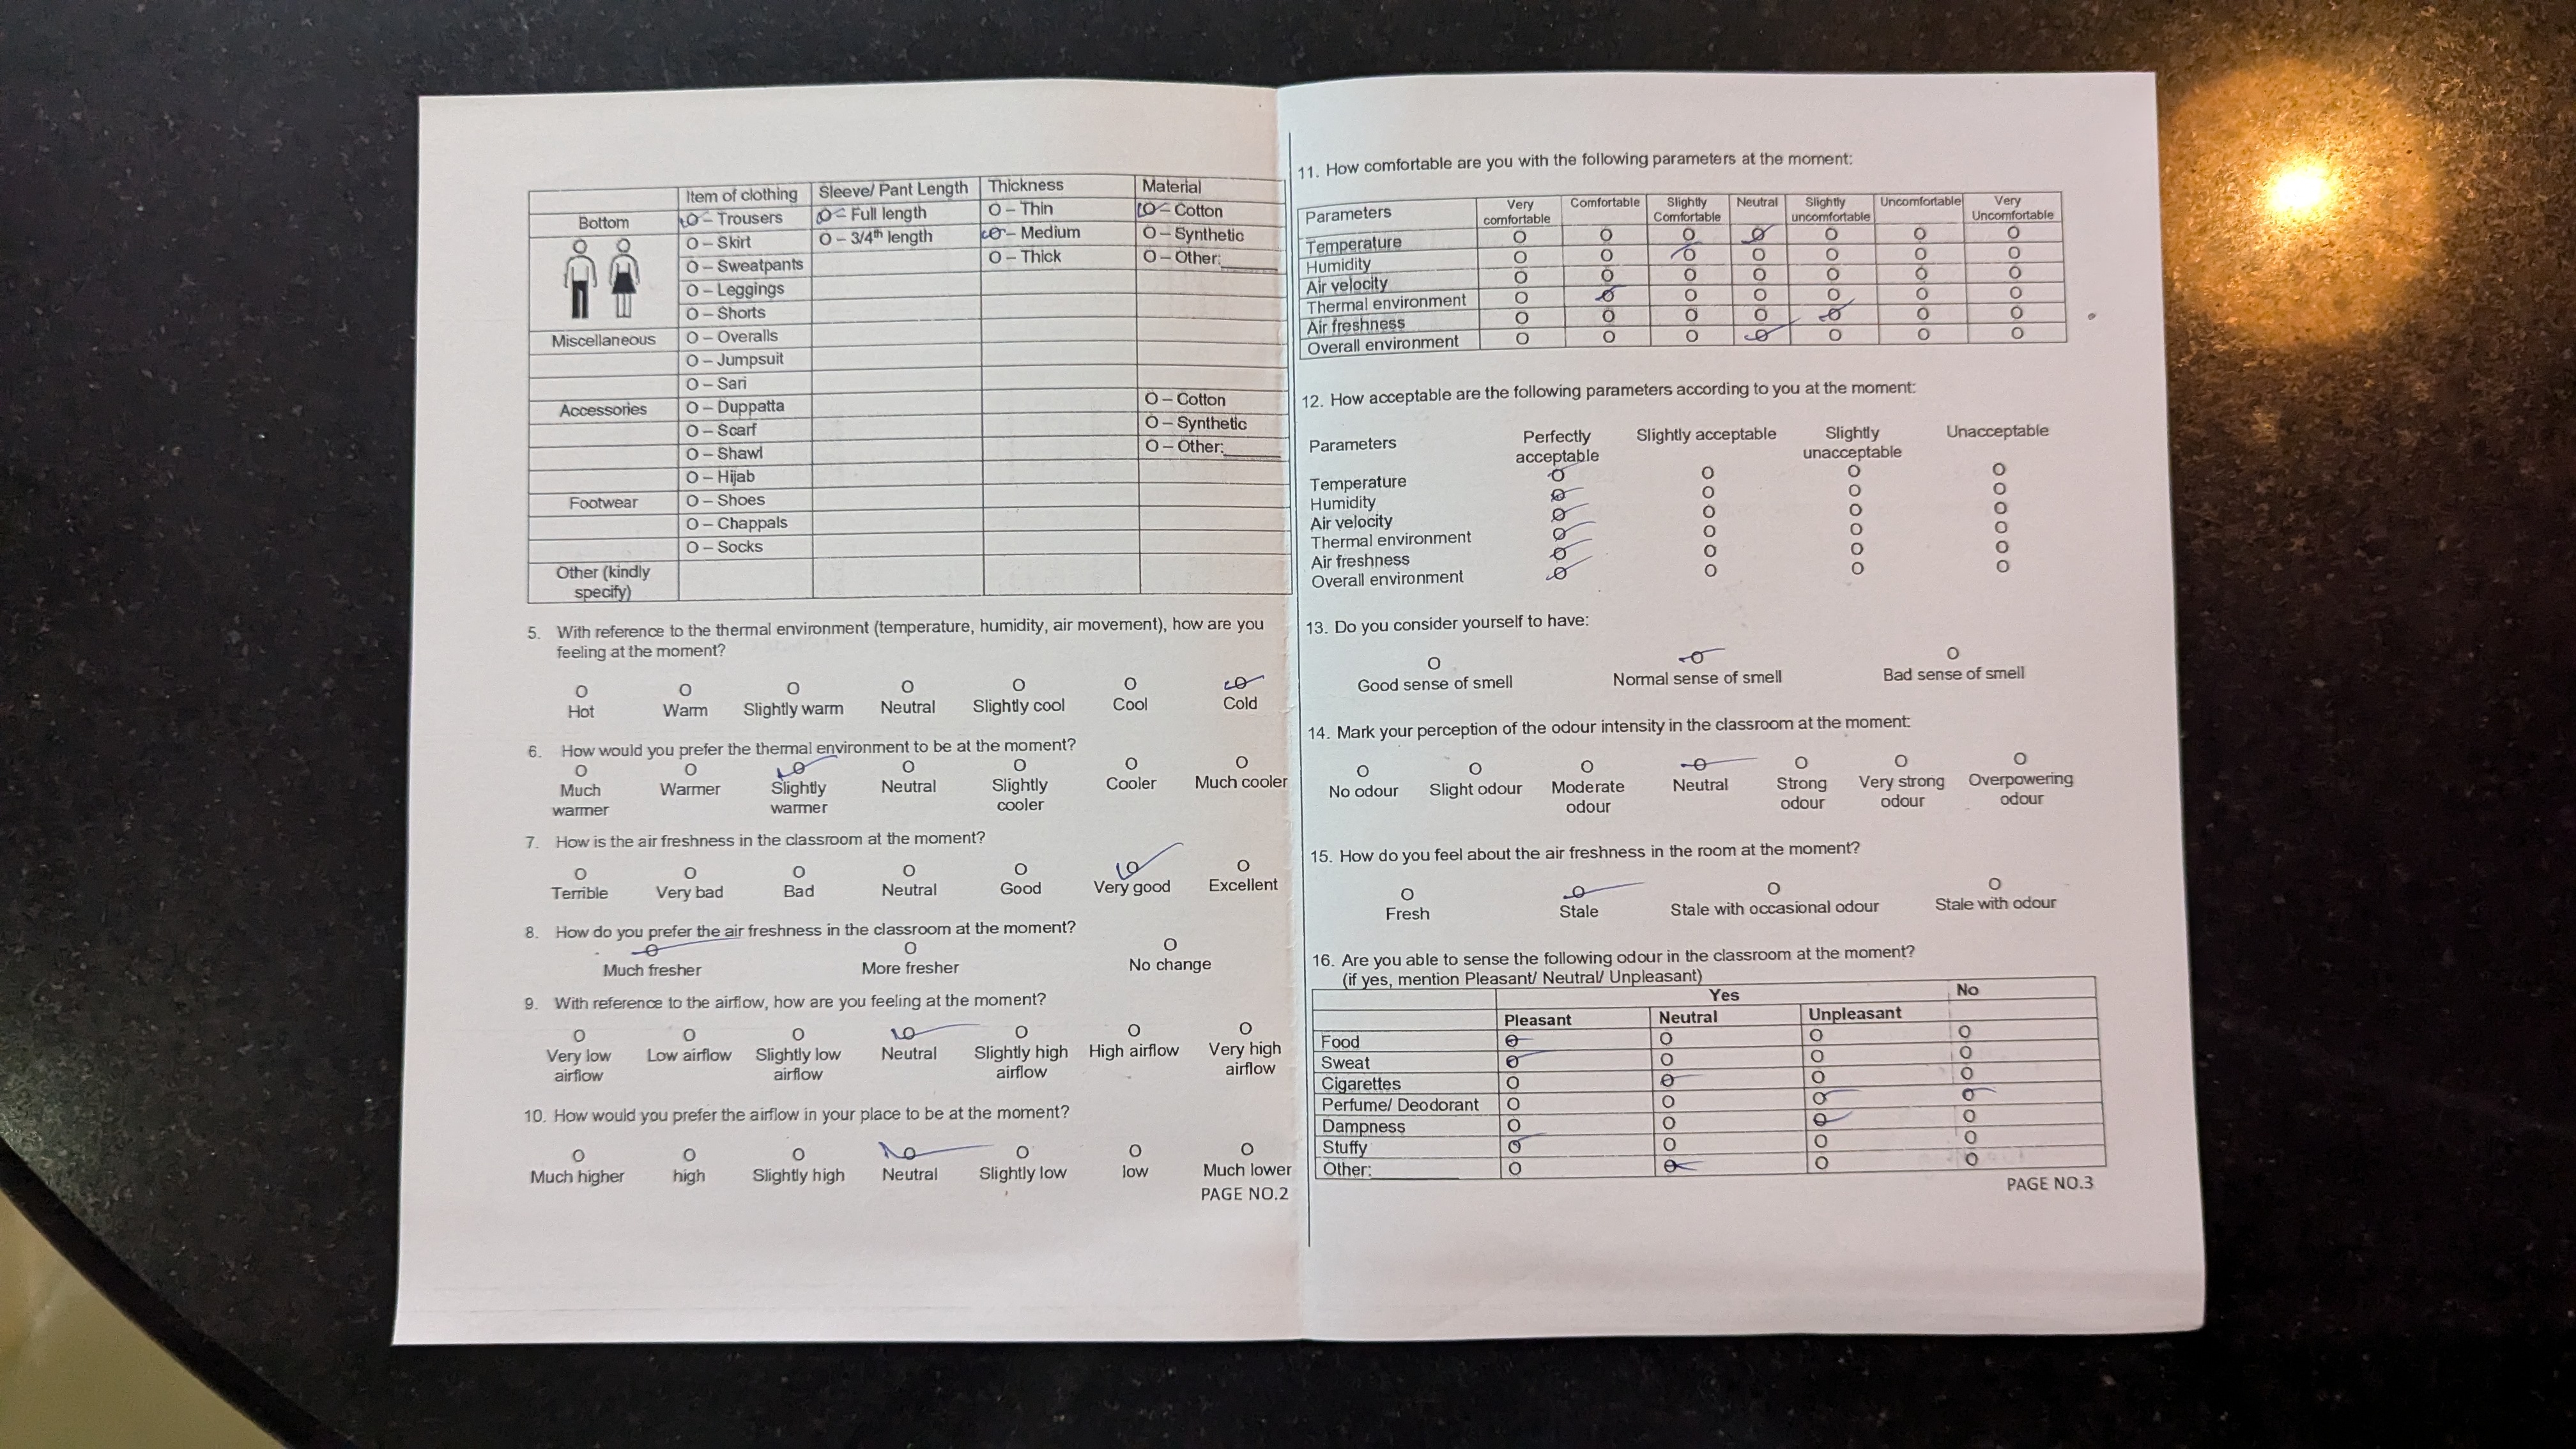 Item of clothing Sleeve/ Pant Length Thickness Material
Bottom O – Trousers O – Full length O – Thin O – Cotton
O – Skirt O – 3/4th length O – Medium O – Synthetic
O – Sweatpants O – Thick O – Other:______
O – Leggings
O – Shorts
Miscellaneous O – Overalls
O – Jumpsuit
O – Sari
Accessories O – Duppatta O – Cotton
O – Scarf O – Synthetic
O – Shawl O – Other:______
O – Hijab
Footwear O – Shoes
O – Chappals
O – Socks
Other (kindly
specify)
5. With reference to the thermal environment (temperature, humidity, air movement), how are you
feeling at the moment?
O O O O O O O
Hot Warm Slightly warm Neutral Slightly cool Cool Cold
6. How would you prefer the thermal environment to be at the moment?
O O O O O O O
Much Warmer Slightly Neutral Slightly Cooler Much cooler
warmer warmer cooler
7. How is the air freshness in the classroom at the moment?
O O O O O O O
Terrible Very bad Bad Neutral Good Very good Excellent
8. How do you prefer the air freshness in the classroom at the moment?
O O O
Much fresher More fresher No change
9. With reference to the airflow, how are you feeling at the moment?
O O O O O O O
Very low Low airflow Slightly low Neutral Slightly high High airflow Very high
airflow airflow airflow airflow
10. How would you prefer the airflow in your place to be at the moment?
O O O O O O O
Much higher high Slightly high Neutral Slightly low low Much lower
PAGE NO.2
11. How comfortable are you with the following parameters at the moment:
Parameters Very Comfortable Slightly Neutral Slightly Uncomfortable Very
comfortable Comfortable uncomfortable Uncomfortable
Temperature O O O O O O O
Humidity O O O O O O O
Air velocity O O O O O O O
Thermal environment O O O O O O O
Air freshness O O O O O O O
Overall environment O O O O O O O
12. How acceptable are the following parameters according to you at the moment:
Parameters Perfectly Slightly acceptable Slightly Unacceptable
acceptable unacceptable
Temperature O O O O
Humidity O O O O
Air velocity O O O O
Thermal environment O O O O
Air freshness O O O O
Overall environment O O O O
13. Do you consider yourself to have:
O O O
Good sense of smell Normal sense of smell Bad sense of smell
14. Mark your perception of the odour intensity in the classroom at the moment:
O O O O O O O
No odour Slight odour Moderate Neutral Strong Very strong Overpowering
odour odour odour odour
15. How do you feel about the air freshness in the room at the moment?
O O O O
Fresh Stale Stale with occasional odour Stale with odour
16. Are you able to sense the following odour in the classroom at the moment?
(if yes, mention Pleasant/ Neutral/ Unpleasant)
Yes No
Pleasant Neutral Unpleasant
Food O O O O
Sweat O O O O
Cigarettes O O O O
Perfume/ Deodorant O O O O
Dampness O O O O
Stuffy O O O O
Other:__________ O O O O
PAGE NO.3